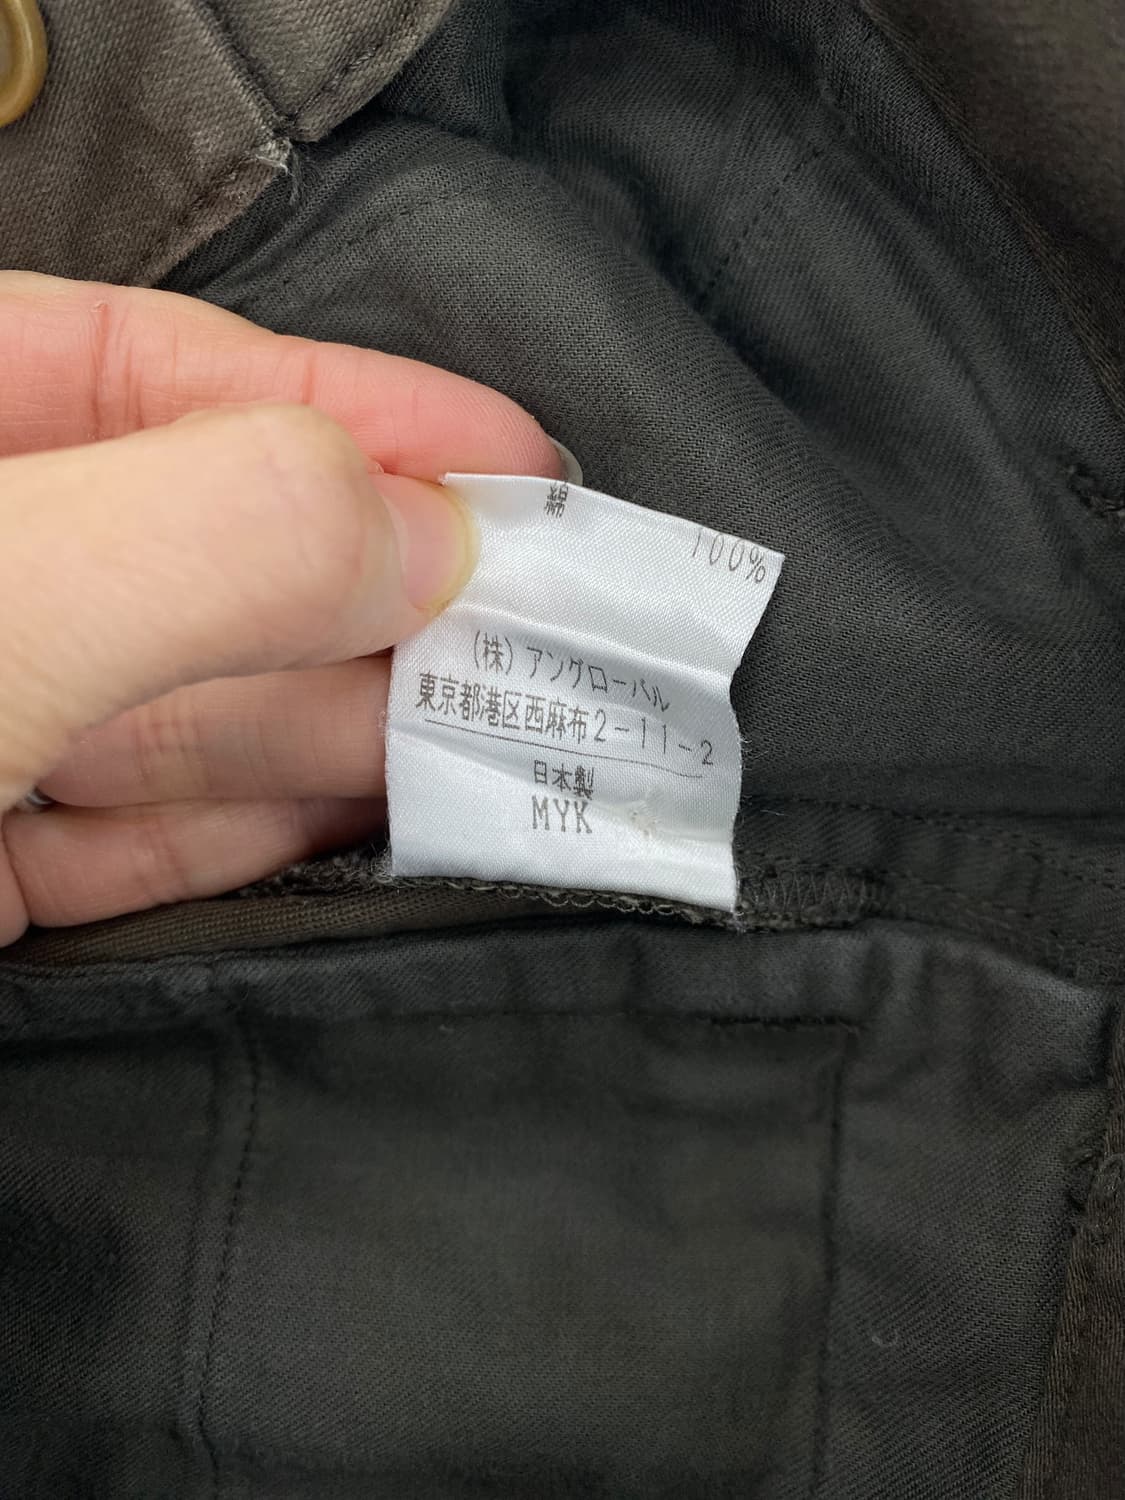 綿 100%
(株)アングローバル
東京都港区西麻布2-11-2
日本製
MYK